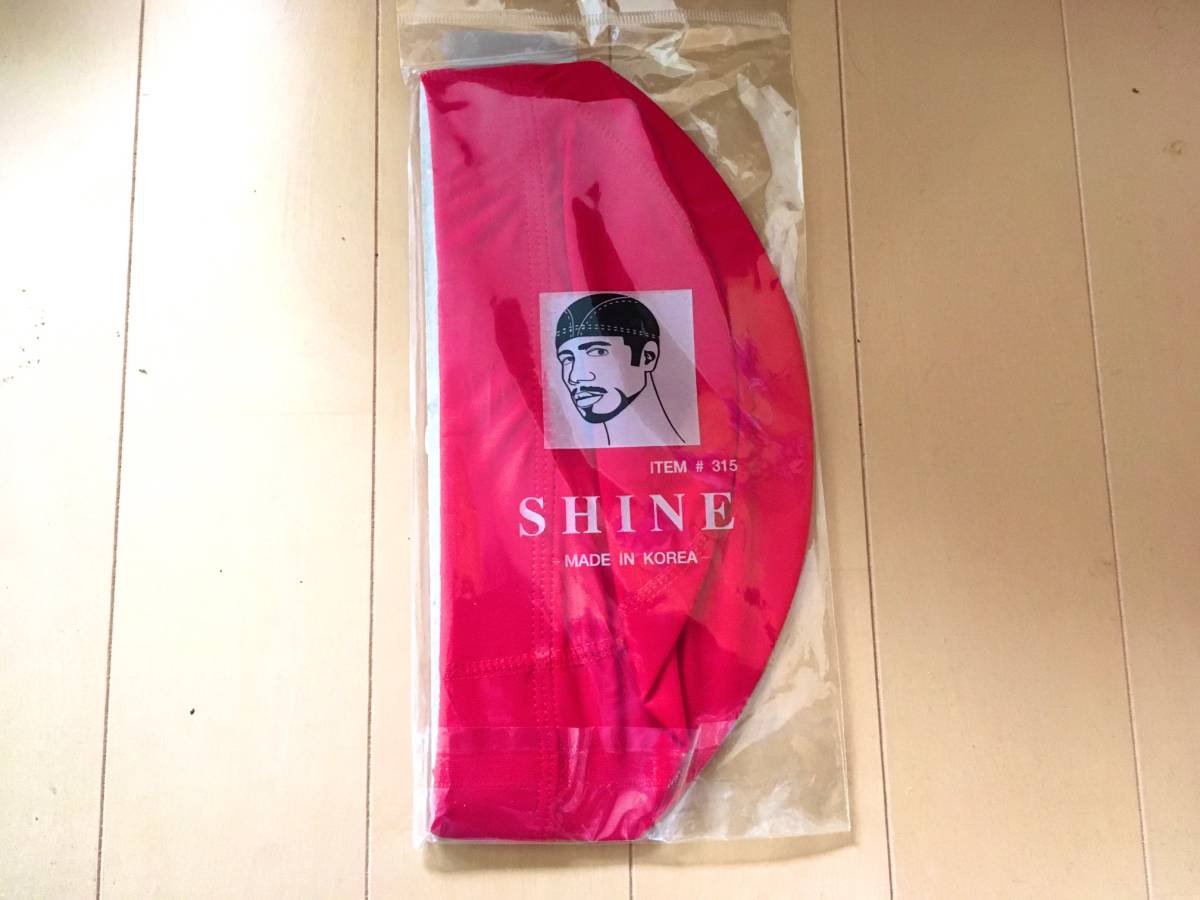 ITEM # 315
SHINE
MADE IN KOREA